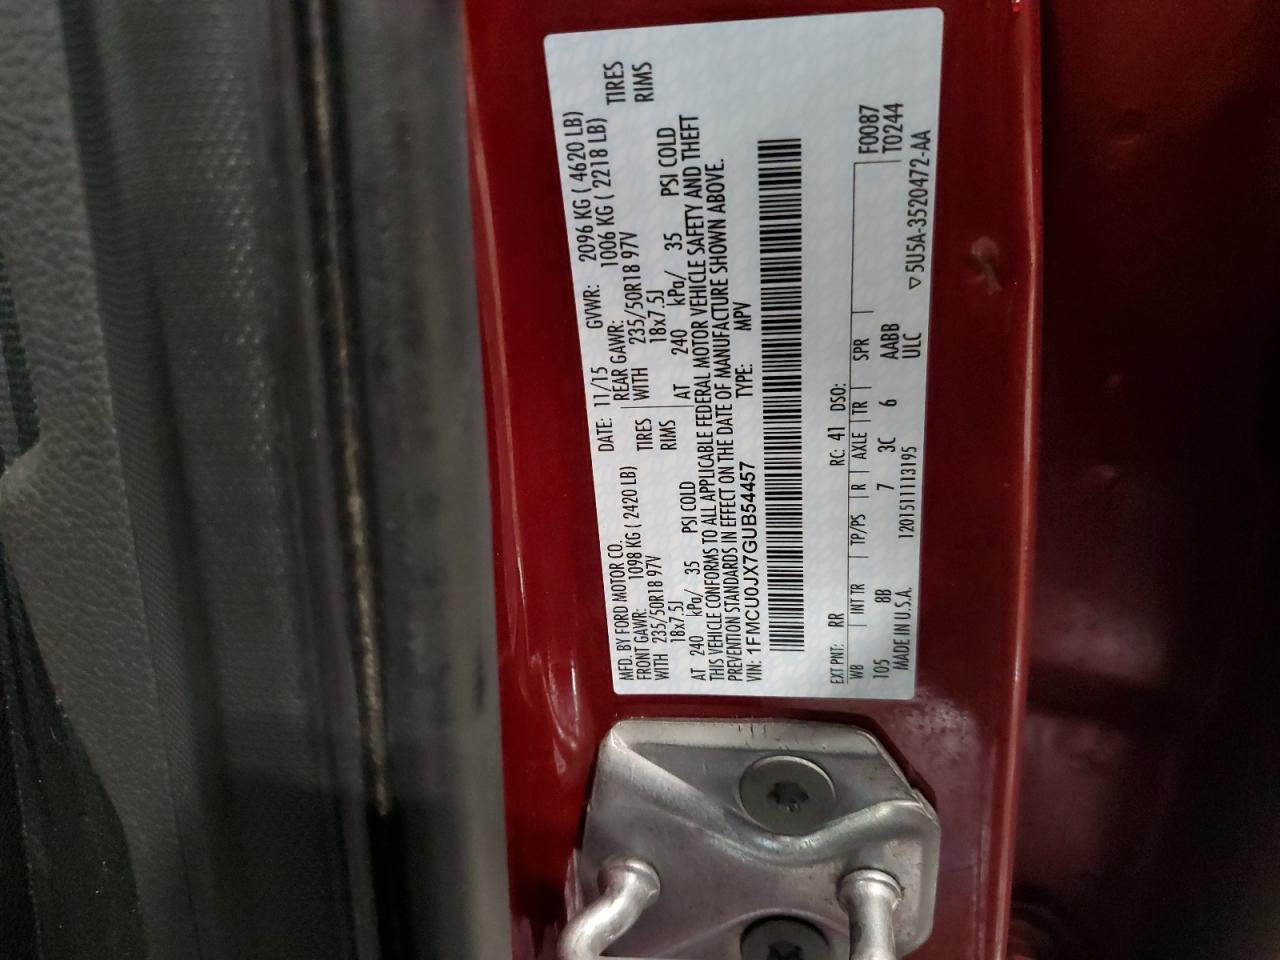 MFD. BY FORD MOTOR CO. DATE: 11/15 GVWR: 2096 KG ( 4620 LB)
FRONT GAWR: 1098 KG ( 2420 LB) REAR GAWR: 1006 KG ( 2218 LB)
WITH 235/50R18 97V TIRES WITH 235/50R18 97V TIRES
18x7.5J RIMS 18x7.5J RIMS
AT 240 kPa/ 35 PSI COLD AT 240 kPa/ 35 PSI COLD
THIS VEHICLE CONFORMS TO ALL APPLICABLE FEDERAL MOTOR VEHICLE SAFETY AND THEFT
PREVENTION STANDARDS IN EFFECT ON THE DATE OF MANUFACTURE SHOWN ABOVE.
VIN: 1FMCU0JX7GUB54457 TYPE: MPV
EXT PNT: RR RC: 41 DSO: F0087
WB INT TR TP/PS R AXLE TR SPR T0244
105 8B 7 3C 6 AABB
MADE IN U.S.A. 1201511113195 ULC ▽5U5A-3520472-AA